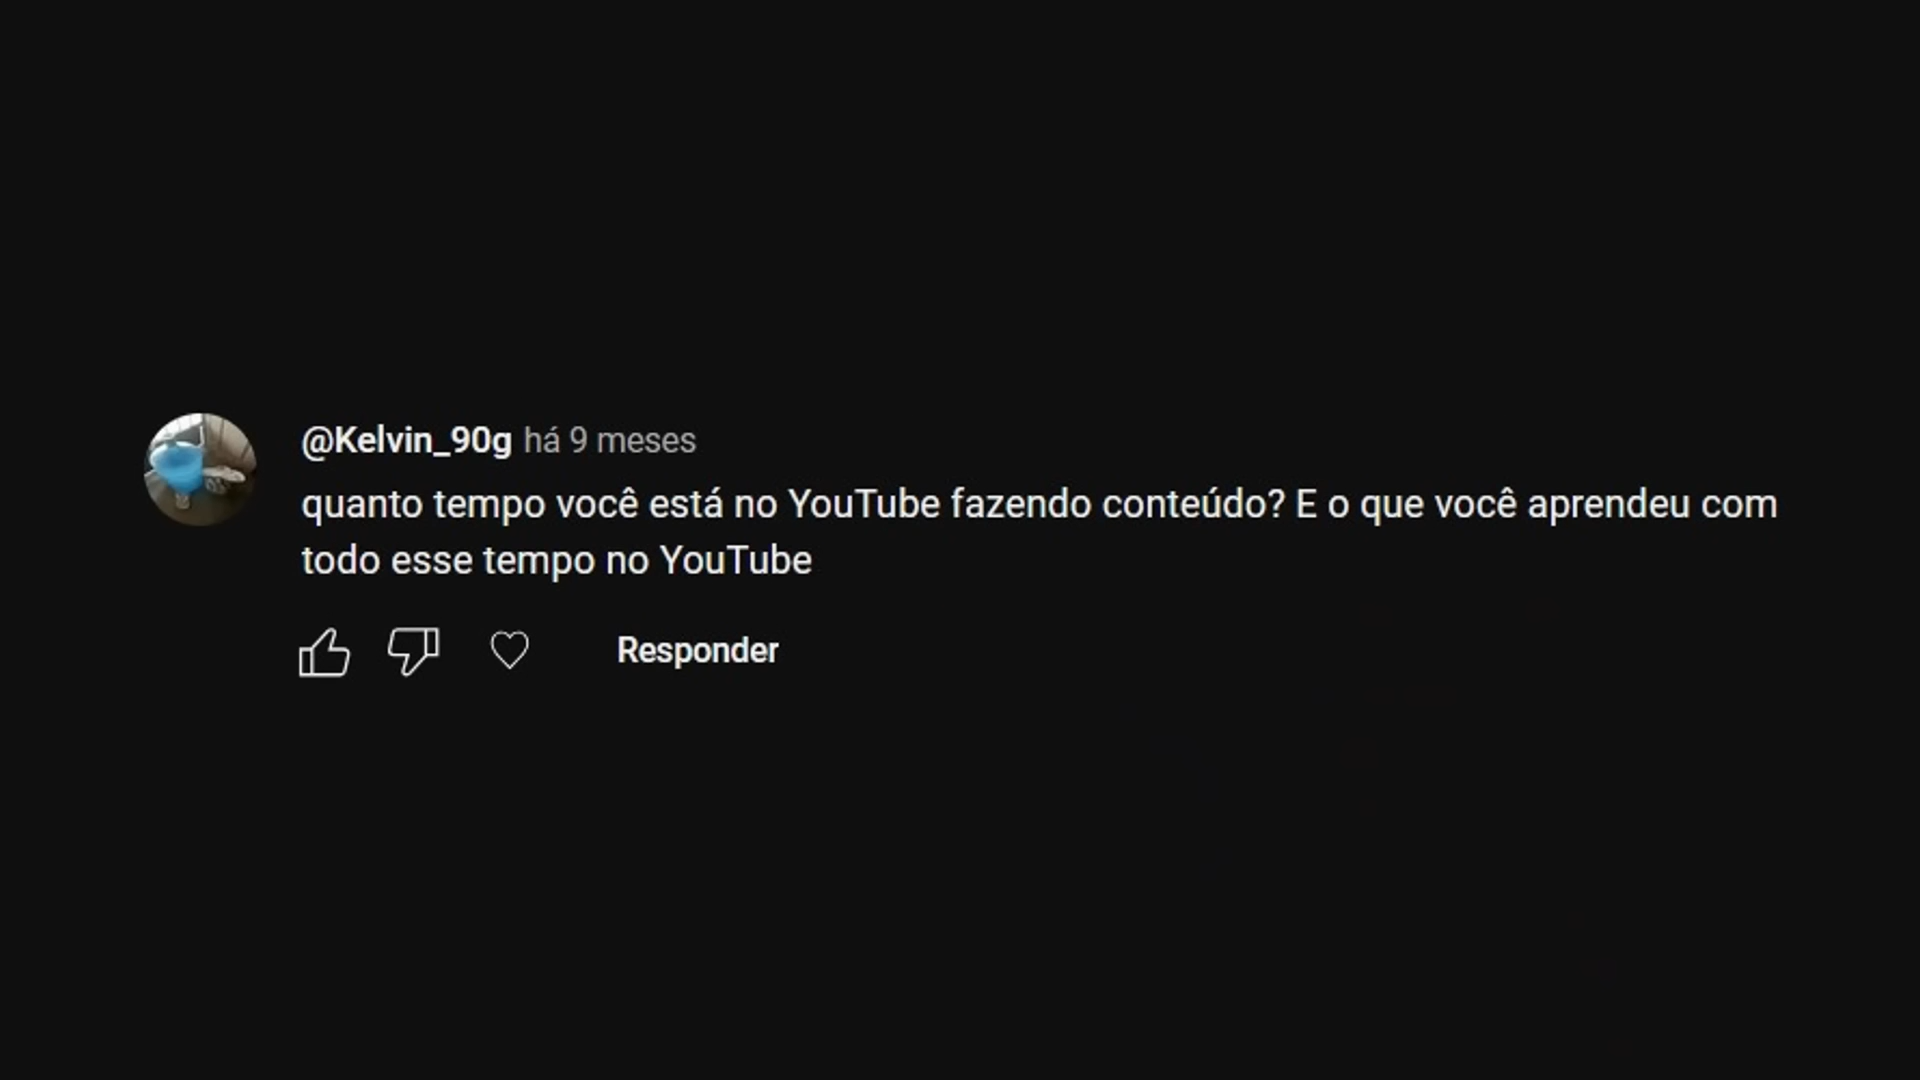 @Kelvin_90g há 9 meses
quanto tempo você está no YouTube fazendo conteúdo? E o que você aprendeu com
todo esse tempo no YouTube
Responder